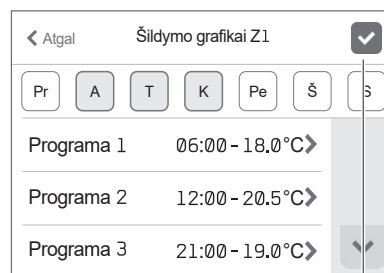 Atgal Šildymo grafikai Z1
Pr A T K Pe Š S
Programa 1 06:00-18.0°C
Programa 2 12:00-20.5°C
Programa 3 21:00-19.0°C